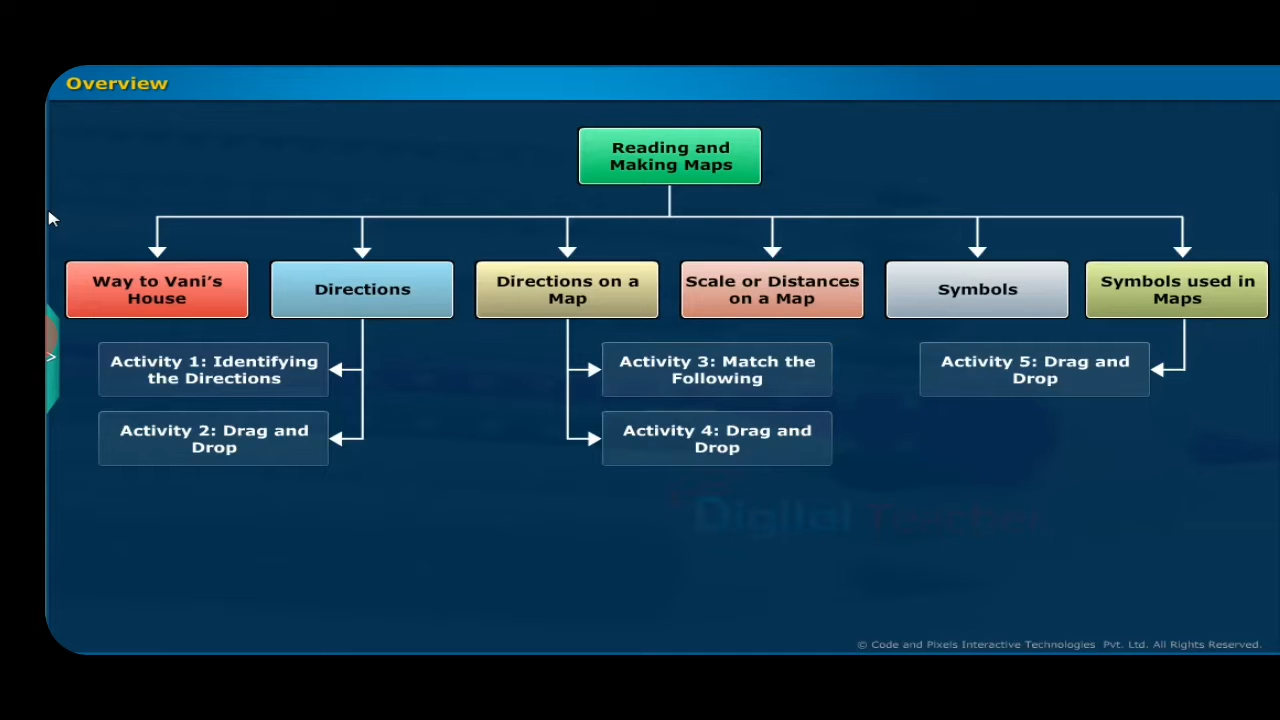 Overview
Reading and
Making Maps
Way to Vani's
House
Directions
Directions on a
Map
Scale or Distances
on a Map
Symbols
Symbols used in
Maps
Activity 1: Identifying
the Directions
Activity 2: Drag and
Drop
Activity 3: Match the
Following
Activity 4: Drag and
Drop
Activity 5: Drag and
Drop
>
Digital Teacher
© Code and Pixels Interactive Technologies Pvt. Ltd. All Rights Reserved.